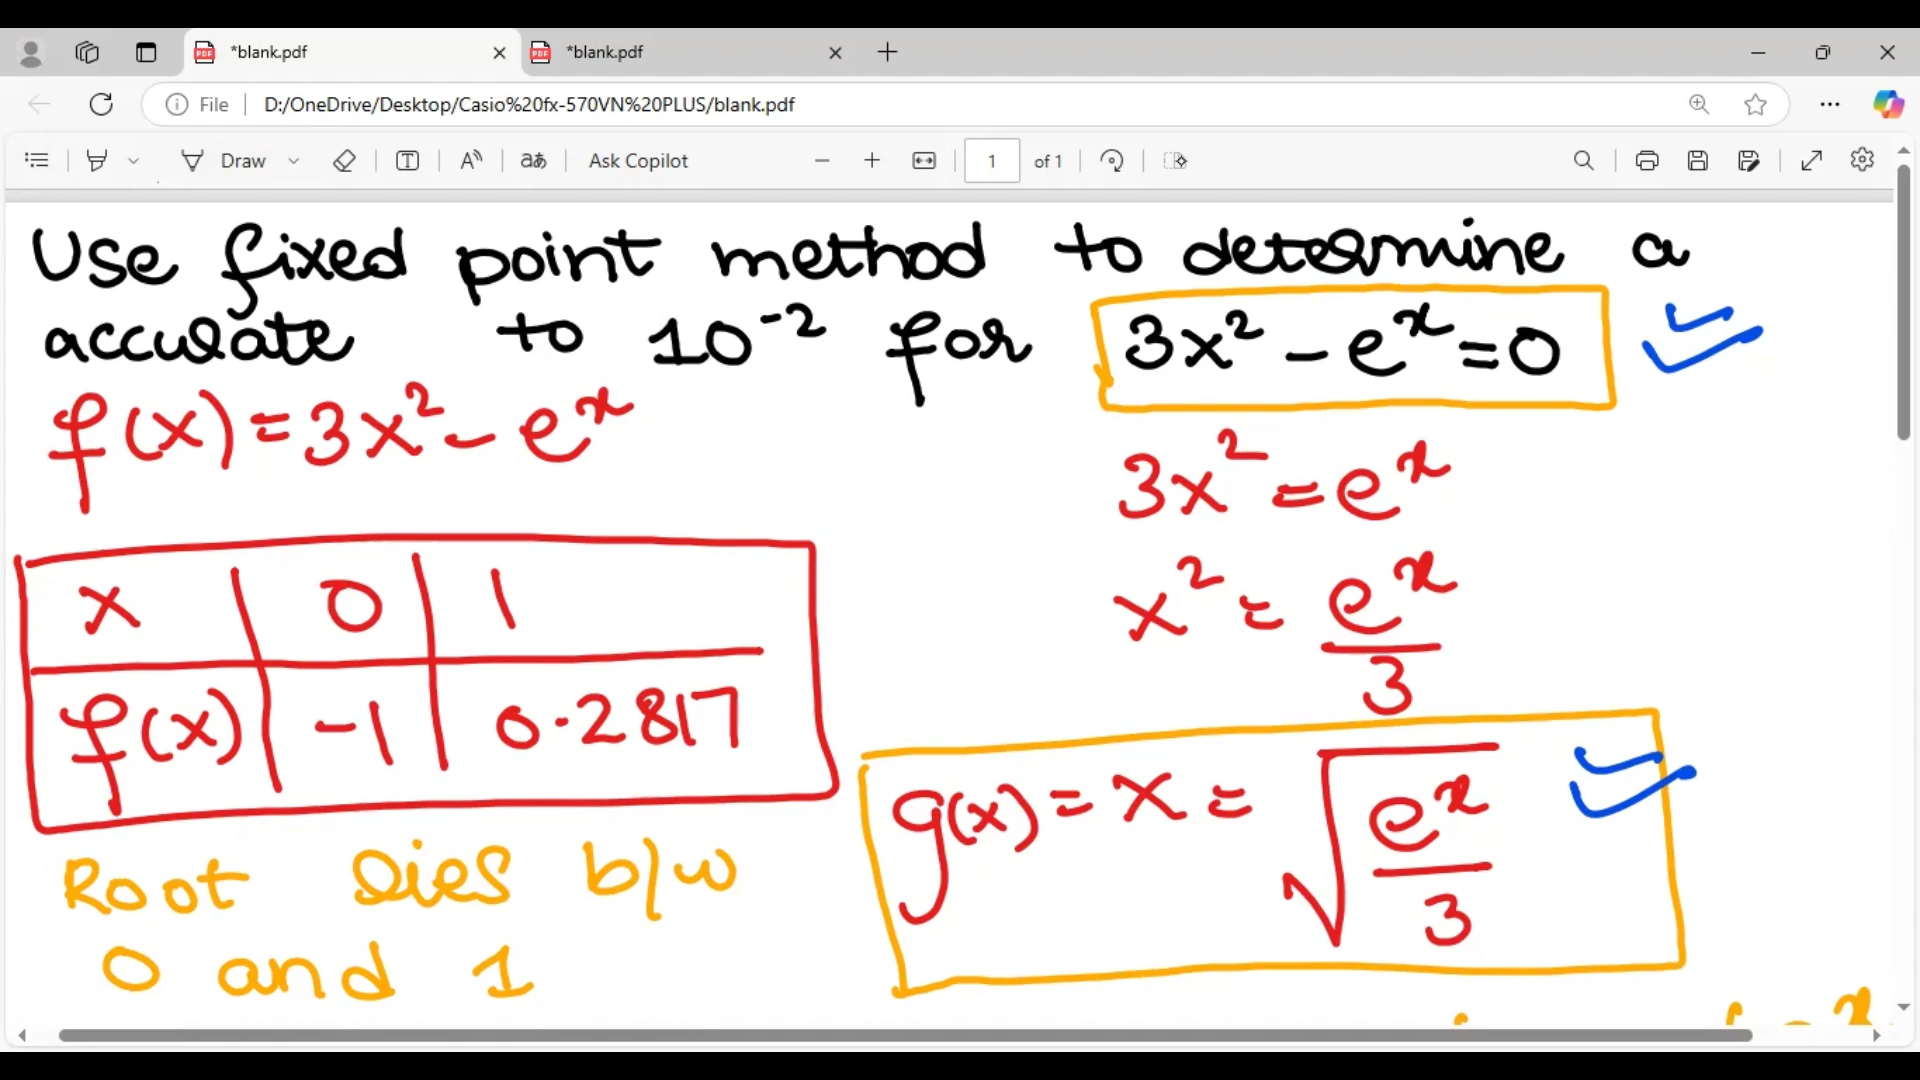 *blank.pdf
*blank.pdf
File
D:/OneDrive/Desktop/Casio%20fx-570VN%20PLUS/blank.pdf
Draw
aあ
Ask Copilot
1
of 1
Use fixed point method to determine a
accurate to 10⁻² for 3x² - eˣ = 0
f(x) = 3x² - eˣ
3x² = eˣ
x² = eˣ/3
x | 0 | 1
f(x) | -1 | 0.2817
g(x) = x = √(eˣ/3)
Root lies b/w
0 and 1